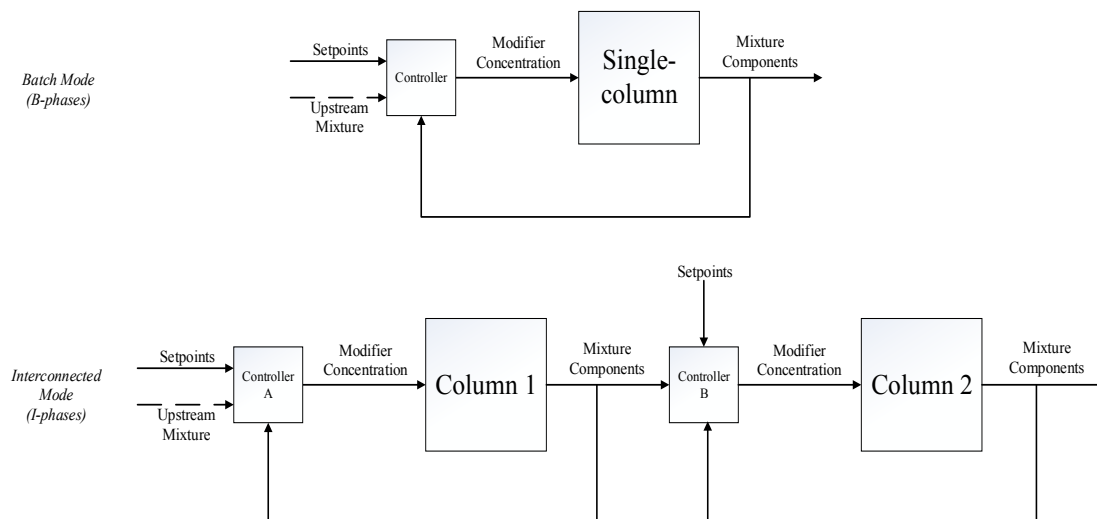 Batch Mode
(B-phases)
Setpoints
Upstream
Mixture
Controller
Modifier
Concentration
Single-
column
Mixture
Components
Interconnected
Mode
(I-phases)
Setpoints
Upstream
Mixture
Controller
A
Modifier
Concentration
Column 1
Mixture
Components
Setpoints
Controller
B
Modifier
Concentration
Column 2
Mixture
Components